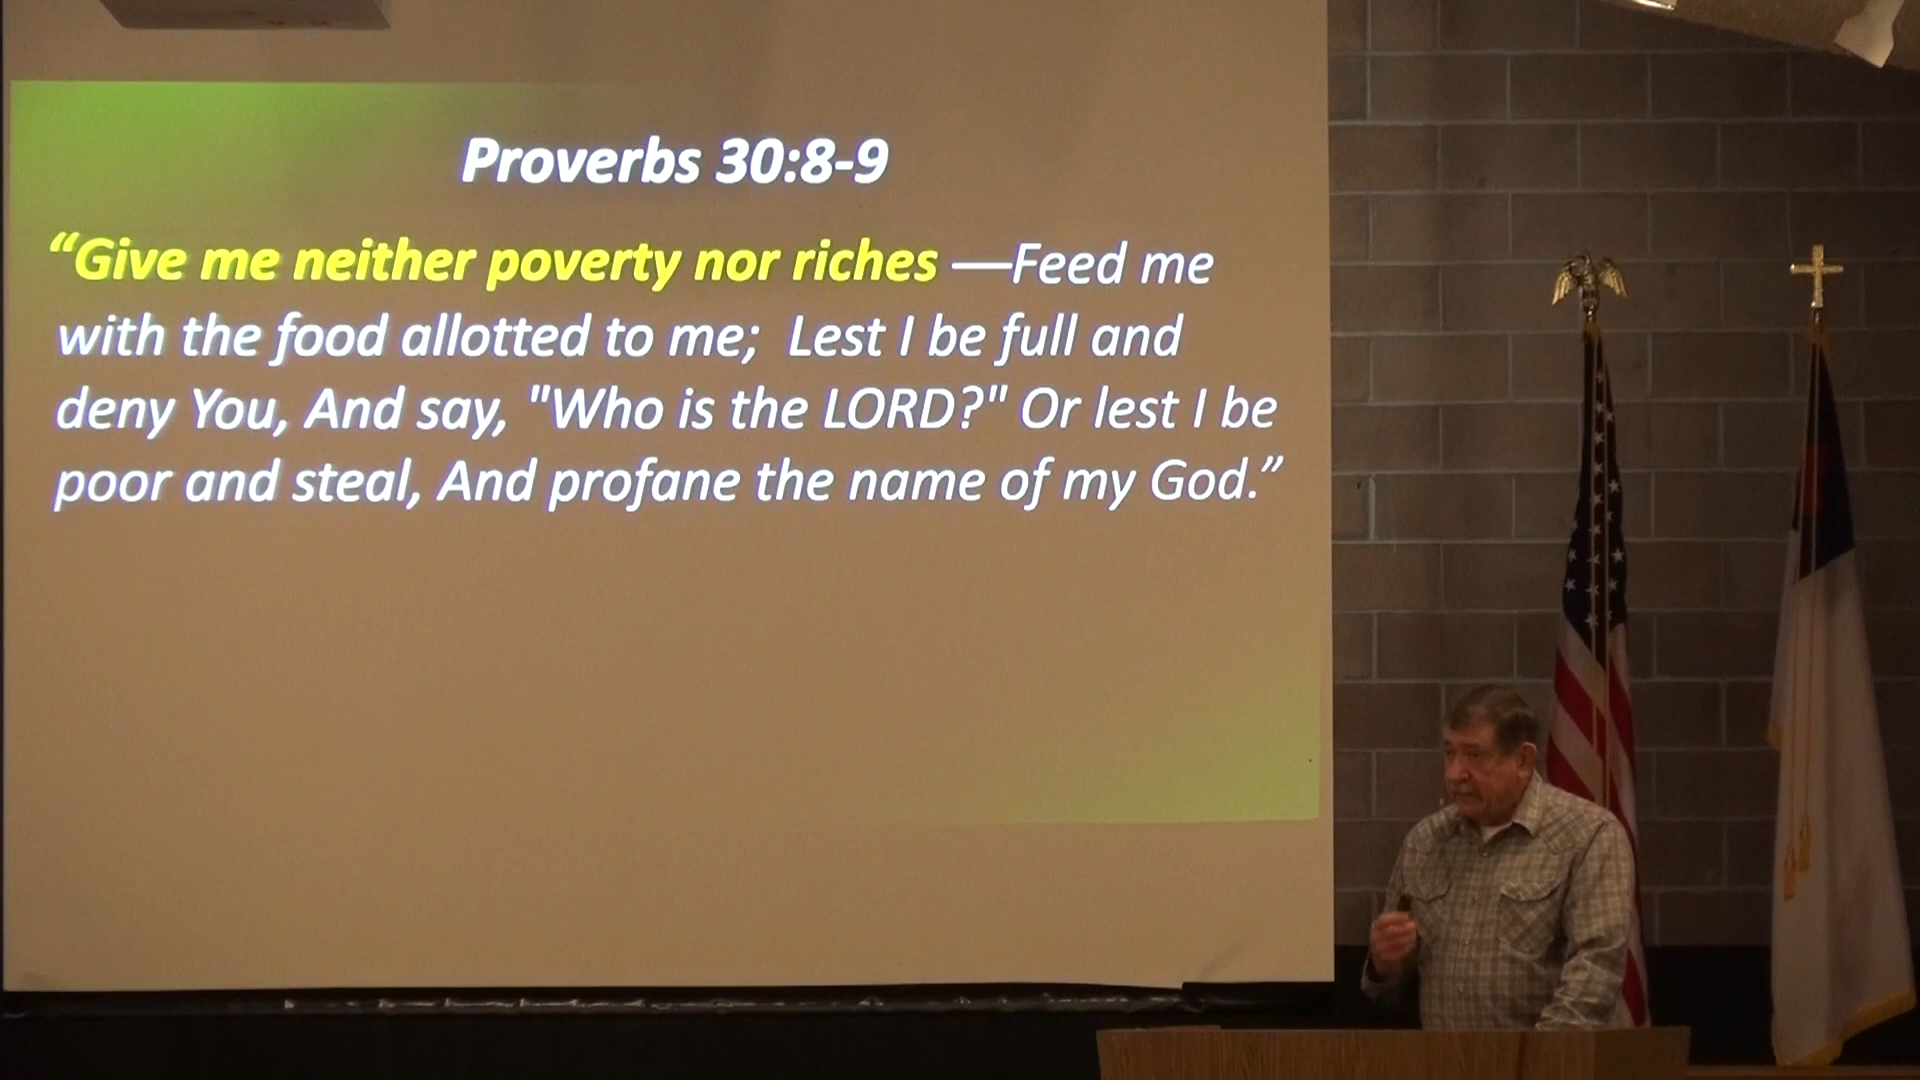 Proverbs 30:8-9
“Give me neither poverty nor riches —Feed me
with the food allotted to me;  Lest I be full and
deny You, And say, "Who is the LORD?" Or lest I be
poor and steal, And profane the name of my God.”